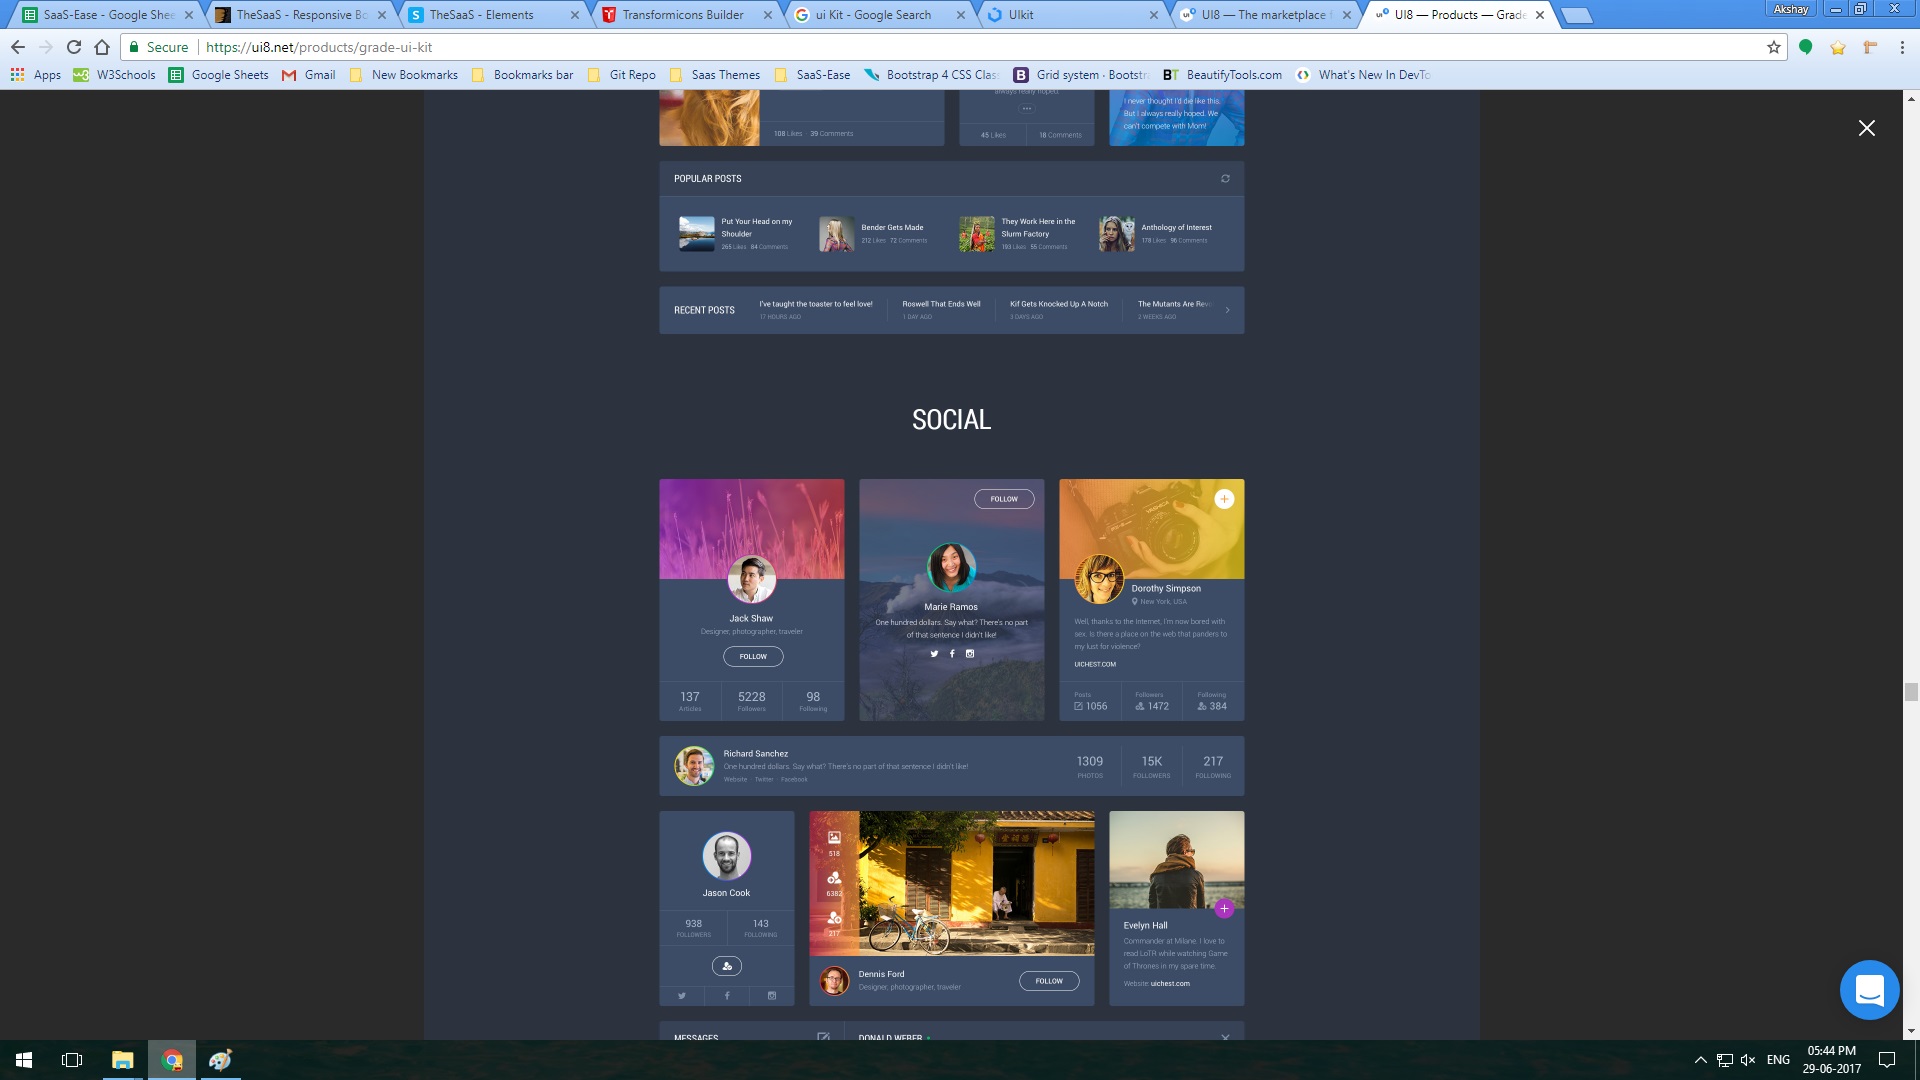 SaaS-Ease - Google Shee
TheSaaS - Responsive Bo
TheSaaS - Elements
Transformicons Builder
ui Kit - Google Search
UIkit
UI8 — The marketplace
UI8 — Products — Grade
Akshay
Secure
https://ui8.net/products/grade-ui-kit
Apps
W3Schools
Google Sheets
Gmail
New Bookmarks
Bookmarks bar
Git Repo
Saas Themes
SaaS-Ease
Bootstrap 4 CSS Clas
Grid system · Bootstr
BeautifyTools.com
What's New In DevTo
always really hoped.
108 Likes · 39 Comments
45 Likes
18 Comments
I never thought I'd die like this.
But I always really hoped. We
can't compete with Mom!
POPULAR POSTS
Put Your Head on my
Shoulder
265 Likes 84 Comments
Bender Gets Made
212 Likes 72 Comments
They Work Here in the
Slurm Factory
193 Likes 55 Comments
Anthology of Interest
178 Likes 96 Comments
RECENT POSTS
I've taught the toaster to feel love!
17 HOURS AGO
Roswell That Ends Well
1 DAY AGO
Kif Gets Knocked Up A Notch
3 DAYS AGO
The Mutants Are Rev
2 WEEKS AGO
SOCIAL
Jack Shaw
Designer, photographer, traveler
FOLLOW
137
Articles
5228
Followers
98
Following
FOLLOW
Marie Ramos
One hundred dollars. Say what? There's no part
of that sentence I didn't like!
Dorothy Simpson
New York, USA
Well, thanks to the Internet, I'm now bored with
sex. Is there a place on the web that panders to
my lust for violence?
UICHEST.COM
Posts
1056
Followers
1472
Following
384
Richard Sanchez
One hundred dollars. Say what? There's no part of that sentence I didn't like!
Website · Twitter · Facebook
1309
PHOTOS
15K
FOLLOWERS
217
FOLLOWING
Jason Cook
938
FOLLOWERS
143
FOLLOWING
518
6382
217
Dennis Ford
Designer, photographer, traveler
FOLLOW
Evelyn Hall
Commander at Milane. I love to
read LoTR while watching Game
of Thrones in my spare time.
Website: uichest.com
MESSAGES
DONALD WEBER
ENG
05:44 PM
29-06-2017